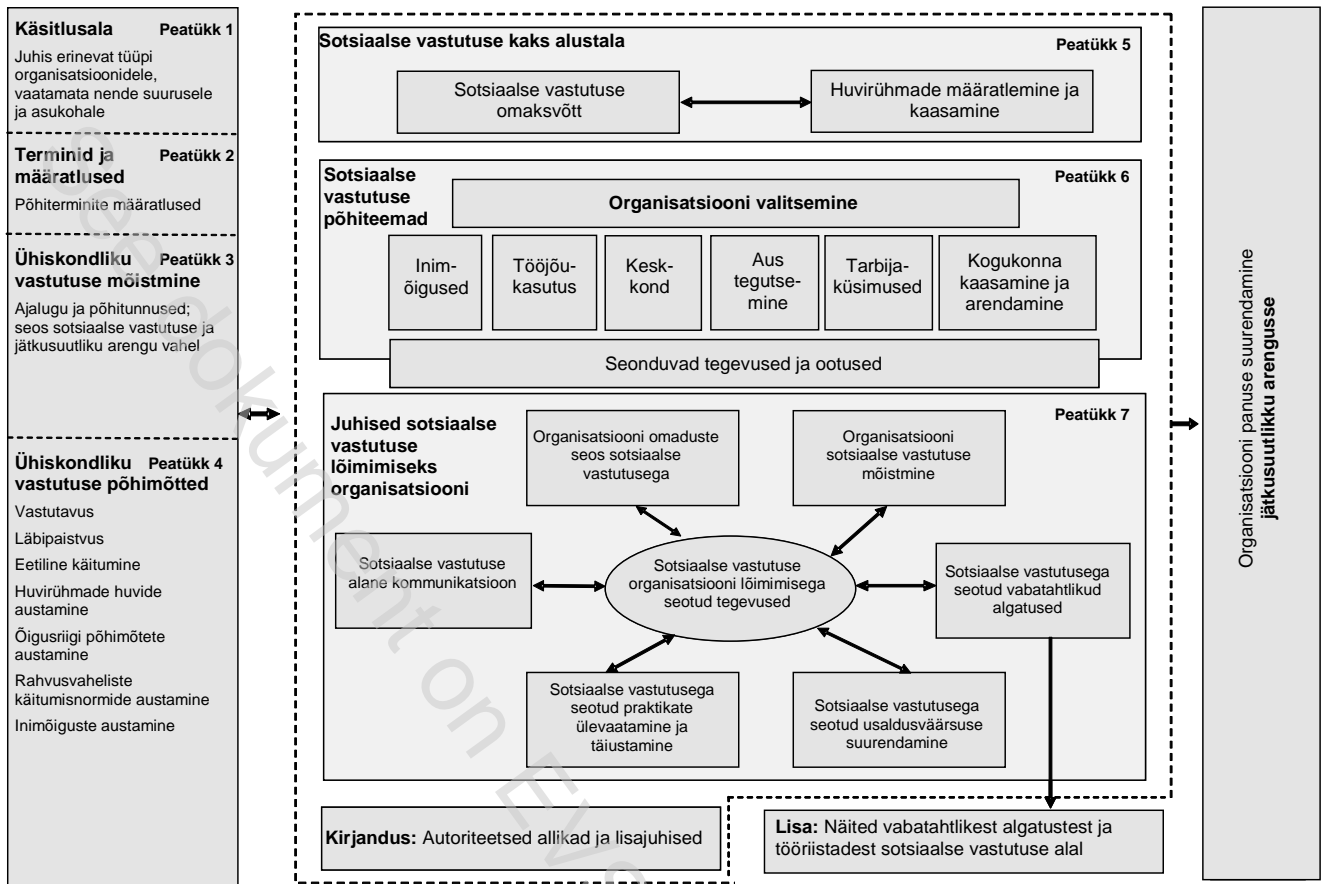 Käsitlusala Peatükk 1
Juhis erinevat tüüpi
organisatsioonidele,
vaatamata nende suurusele
ja asukohale
Terminid ja Peatükk 2
määratlused
Põhiterminite määratlused
Ühiskondliku Peatükk 3
vastutuse mõistmine
Ajalugu ja põhitunnused;
seos sotsiaalse vastutuse ja
jätkusuutliku arengu vahel
Ühiskondliku Peatükk 4
vastutuse põhimõtted
Vastutavus
Läbipaistvus
Eetiline käitumine
Huvirühmade huvide
austamine
Õigusriigi põhimõtete
austamine
Rahvusvaheliste
käitumisnormide austamine
Inimõiguste austamine
Sotsiaalse vastutuse kaks alustala Peatükk 5
Sotsiaalse vastutuse
omaksvõtt
Huvirühmade määratlemine ja
kaasamine
Sotsiaalse
vastutuse
põhiteemad
Peatükk 6
Organisatsiooni valitsemine
Inim-
õigused
Tööjõu-
kasutus
Kesk-
kond
Aus
tegutse-
mine
Tarbija-
küsimused
Kogukonna
kaasamine ja
arendamine
Seonduvad tegevused ja ootused
Juhised sotsiaalse
vastutuse
lõimimiseks
organisatsiooni
Peatükk 7
Organisatsiooni omaduste
seos sotsiaalse
vastutusega
Organisatsiooni
sotsiaalse vastutuse
mõistmine
Sotsiaalse vastutuse
alane kommunikatsioon
Sotsiaalse vastutuse
organisatsiooni lõimimisega
seotud tegevused
Sotsiaalse vastutusega
seotud vabatahtlikud
algatused
Sotsiaalse vastutusega
seotud praktikate
ülevaatamine ja
täiustamine
Sotsiaalse vastutusega
seotud usaldusväärsuse
suurendamine
Kirjandus: Autoriteetsed allikad ja lisajuhised
Lisa: Näited vabatahtlikest algatustest ja
tööriistadest sotsiaalse vastutuse alal
Organisatsiooni panuse suurendamine
jätkusuutlikku arengusse
See dokument on EVS